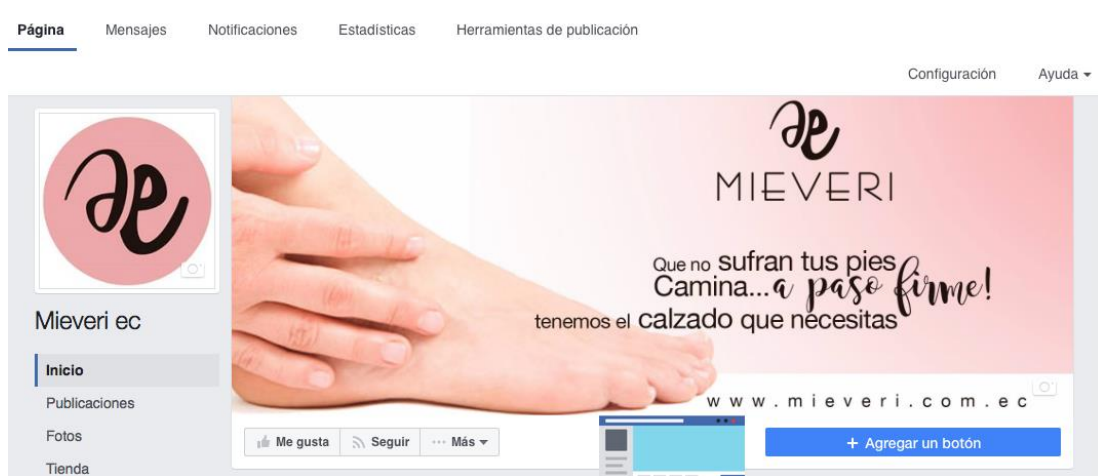 Página Mensajes Notificaciones Estadísticas Herramientas de publicación
Configuración Ayuda
MIEVERI
Que no sufran tus pies
Camina...a paso firme!
tenemos el calzado que necesitas
www.mieveri.com.ec
Mieveri ec
Inicio
Publicaciones
Fotos
Tienda
Me gusta Seguir ··· Más
+ Agregar un botón